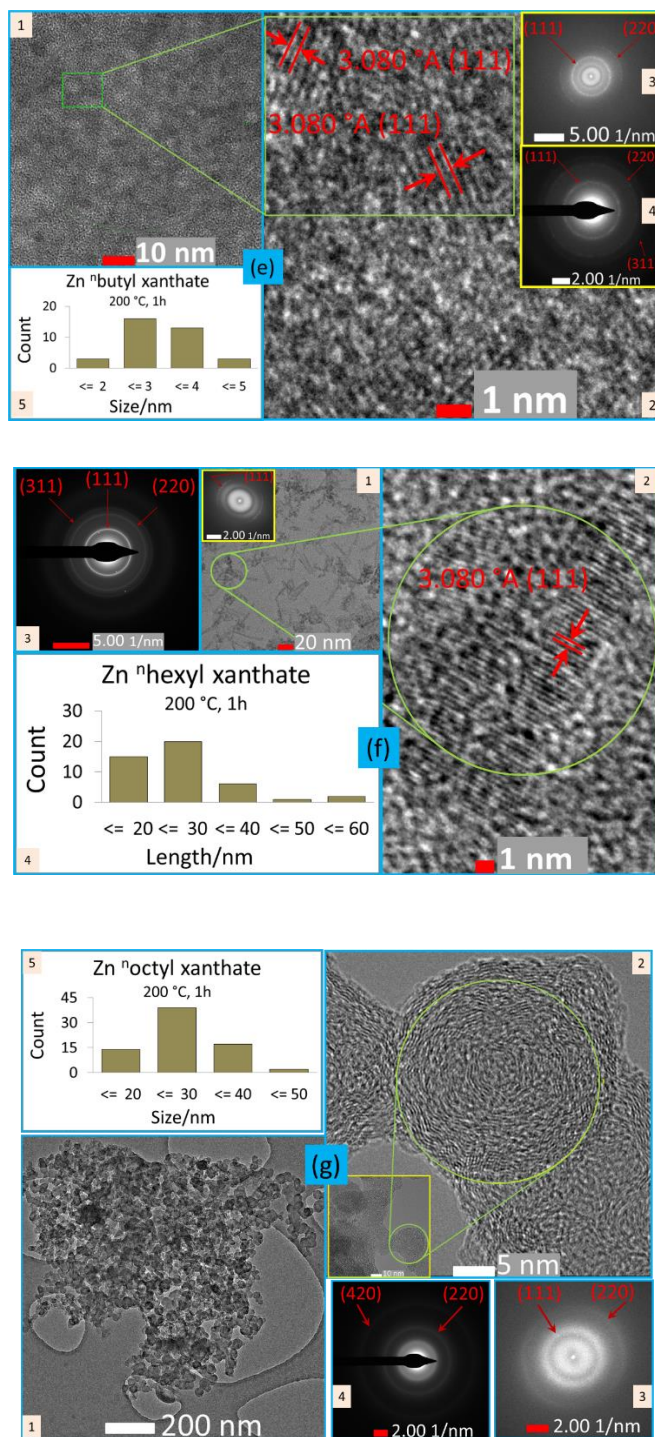 1
3.080 °A (111)
3.080 °A (111)
(111)
(220)
3
5.00 1/nm
(111)
(220)
4
(311)
2.00 1/nm
10 nm
(e)
Zn ⁿbutyl xanthate
200 °C, 1h
20
10
0
Count
<= 2 <= 3 <= 4 <= 5
Size/nm
5
1 nm
2
(311) (111) (220)
5.00 1/nm
3
(111)
2.00 1/nm
1
20 nm
2
3.080 °A (111)
1 nm
(f)
Zn ⁿhexyl xanthate
200 °C, 1h
30
20
10
0
Count
<= 20 <= 30 <= 40 <= 50 <= 60
Length/nm
4
5
Zn ⁿoctyl xanthate
200 °C, 1h
45
30
15
0
Count
<= 20 <= 30 <= 40 <= 50
Size/nm
2
10 nm
5 nm
(g)
200 nm
1
(420) (220)
4
2.00 1/nm
(111) (220)
3
2.00 1/nm